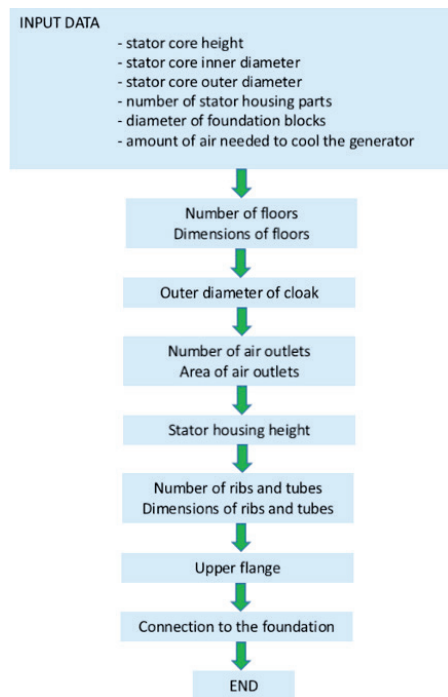 INPUT DATA
- stator core height
- stator core inner diameter
- stator core outer diameter
- number of stator housing parts
- diameter of foundation blocks
- amount of air needed to cool the generator
Number of floors
Dimensions of floors
Outer diameter of cloak
Number of air outlets
Area of air outlets
Stator housing height
Number of ribs and tubes
Dimensions of ribs and tubes
Upper flange
Connection to the foundation
END